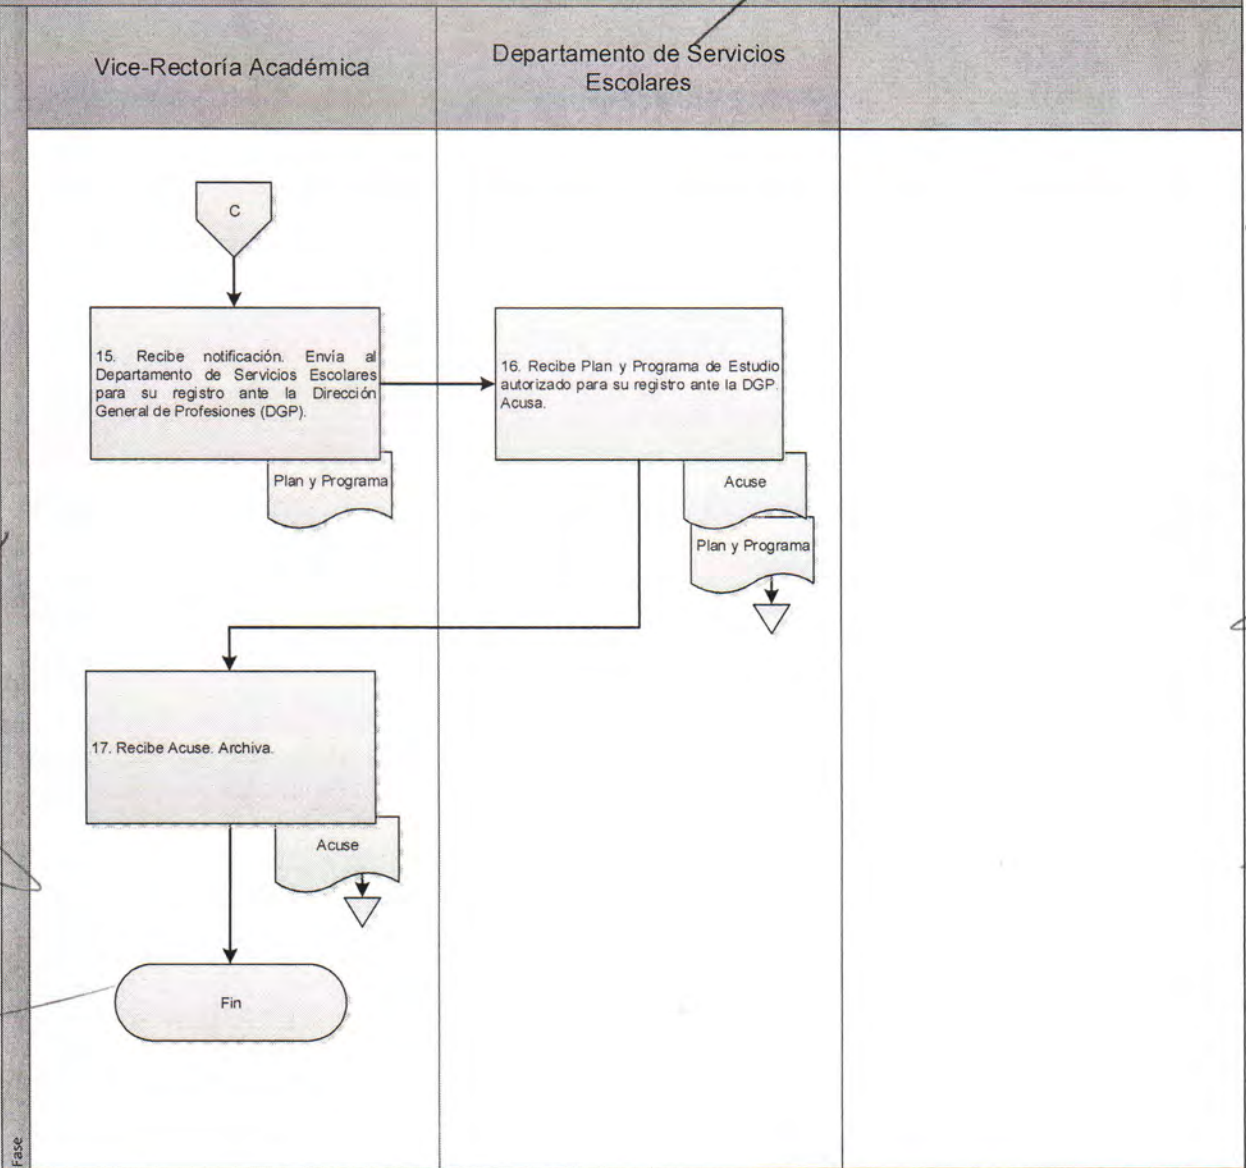 Vice-Rectoría Académica
Departamento de Servicios
Escolares
C
15. Recibe notificación. Envía al
Departamento de Servicios Escolares
para su registro ante la Dirección
General de Profesiones (DGP).
Plan y Programa
16. Recibe Plan y Programa de Estudio
autorizado para su registro ante la DGP.
Acusa.
Acuse
Plan y Programa
17. Recibe Acuse. Archiva.
Acuse
Fin
Fase